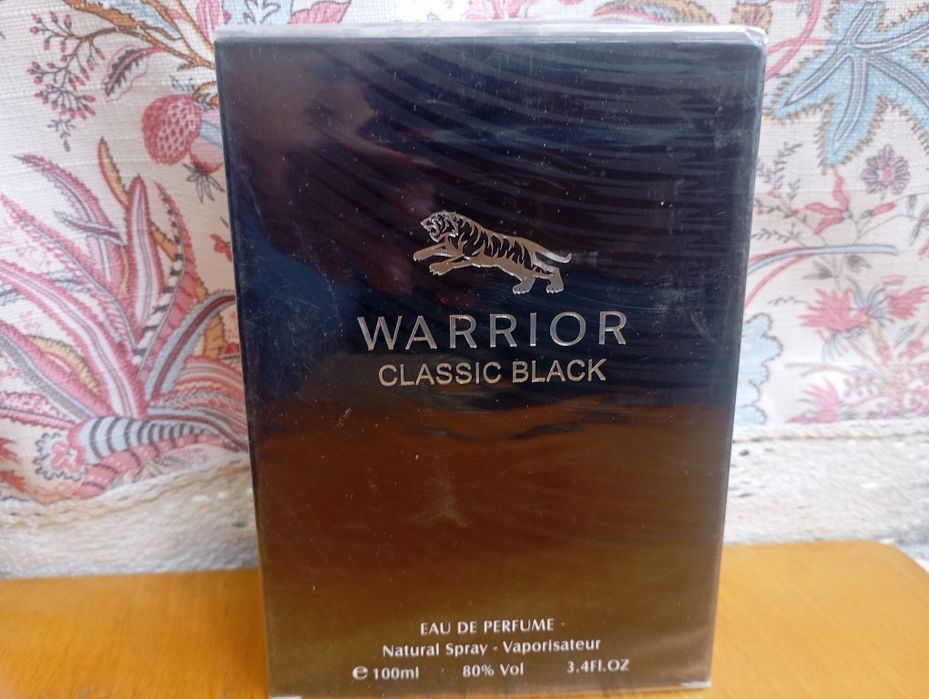 WARRIOR
CLASSIC BLACK
EAU DE PERFUME
Natural Spray - Vaporisateur
℮ 100ml 80% Vol 3.4FL.OZ